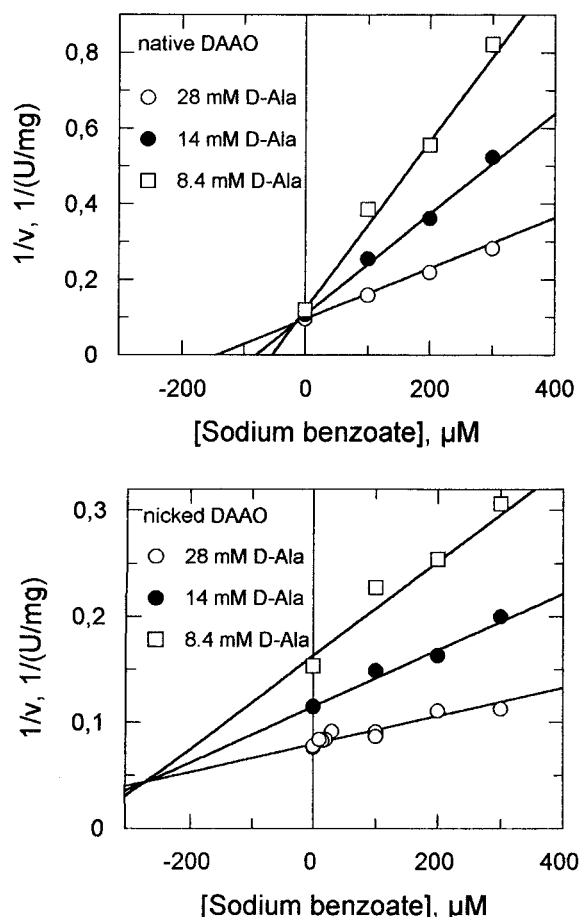 native DAAO
28 mM D-Ala
14 mM D-Ala
8.4 mM D-Ala
1/v, 1/(U/mg)
0,8
0,6
0,4
0,2
0
-200
0
200
400
[Sodium benzoate], µM
nicked DAAO
28 mM D-Ala
14 mM D-Ala
8.4 mM D-Ala
1/v, 1/(U/mg)
0,3
0,2
0,1
0
-200
0
200
400
[Sodium benzoate], µM